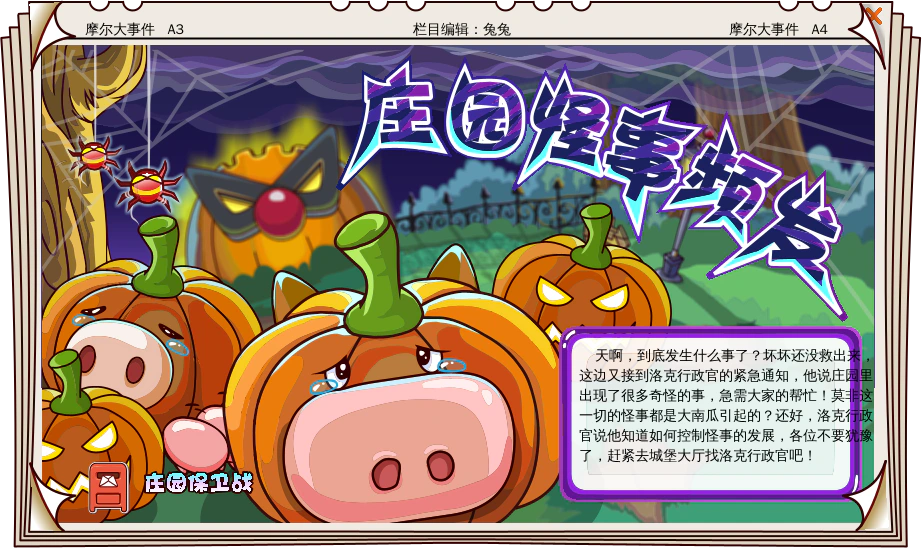 摩尔大事件 A3
栏目编辑：兔兔
摩尔大事件 A4
庄园怪事频发
天啊，到底发生什么事了？坏坏还没救出来，
这边又接到洛克行政官的紧急通知，他说庄园里
出现了很多奇怪的事，急需大家的帮忙！莫非这
一切的怪事都是大南瓜引起的？还好，洛克行政
官说他知道如何控制怪事的发展，各位不要犹豫
了，赶紧去城堡大厅找洛克行政官吧！
庄园保卫战